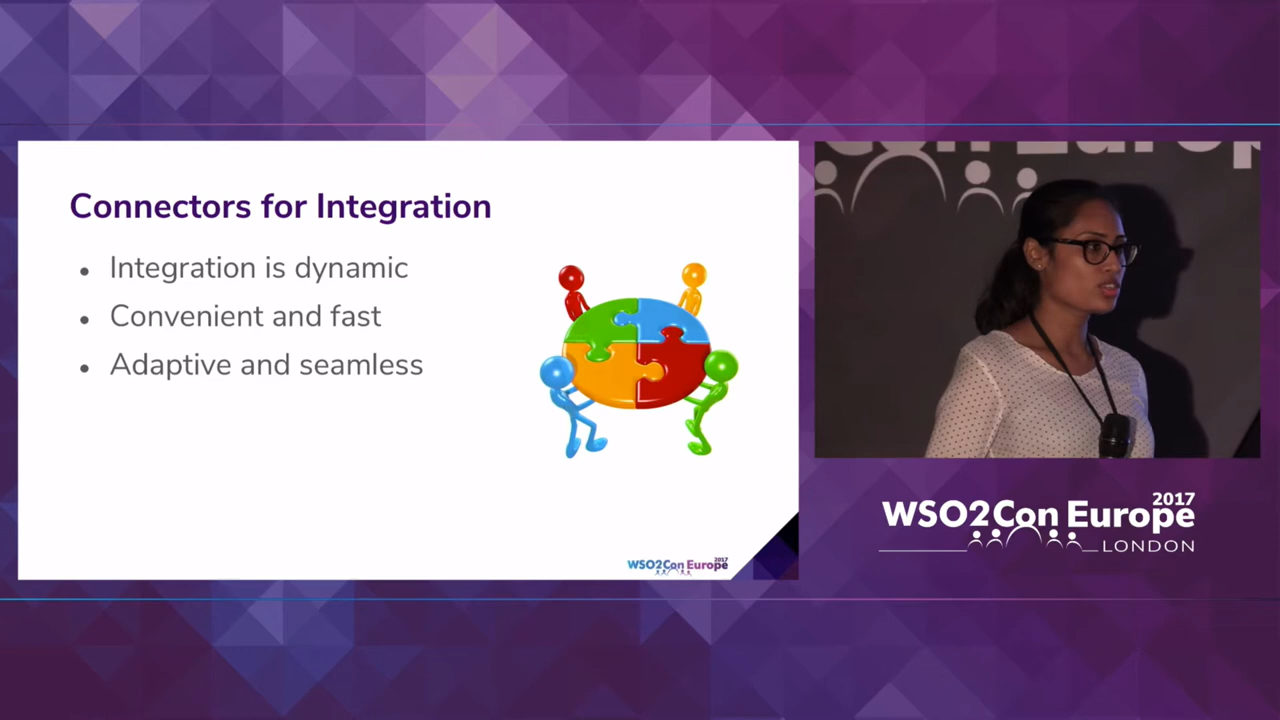 Connectors for Integration
• Integration is dynamic
• Convenient and fast
• Adaptive and seamless
WSO2Con Europe 2017
WSO2Con Europe 2017
LONDON